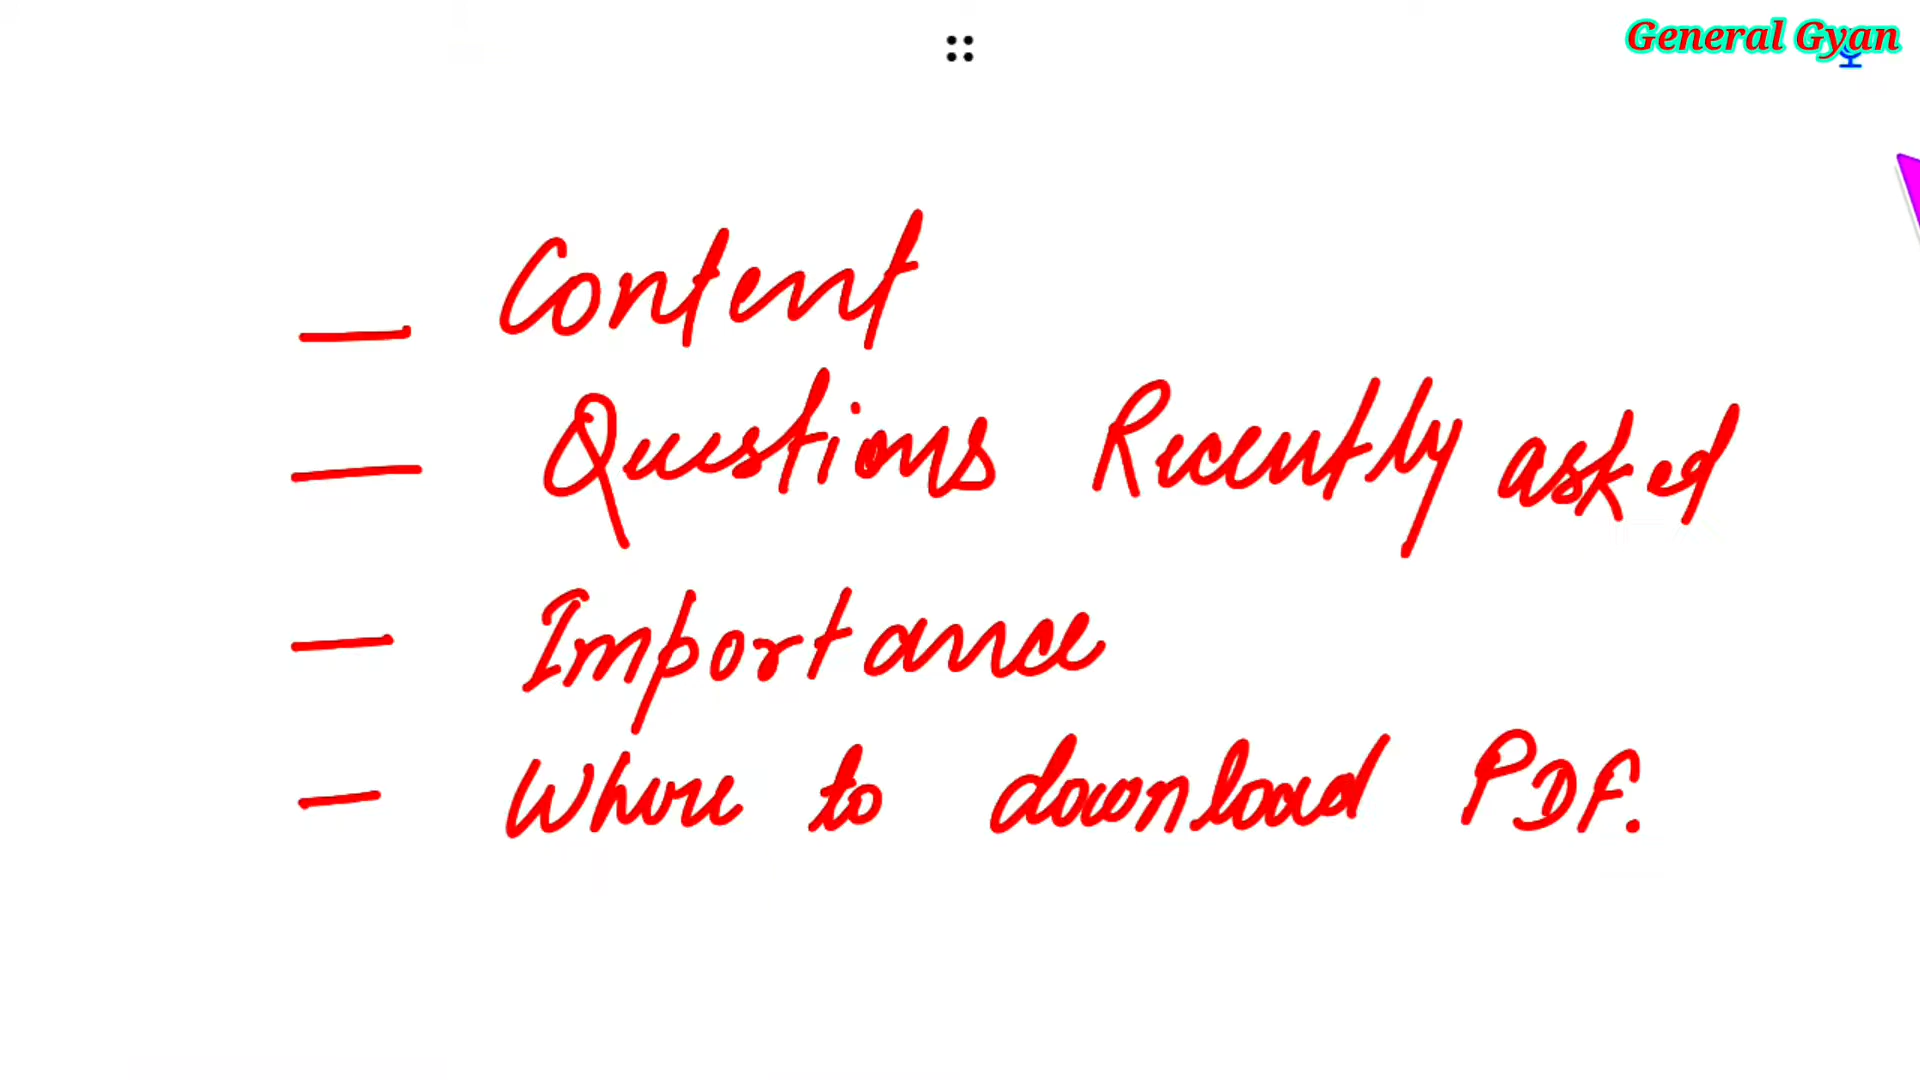 General Gyan
— Content
— Questions Recently asked
— Importance
— Where to download PDF.